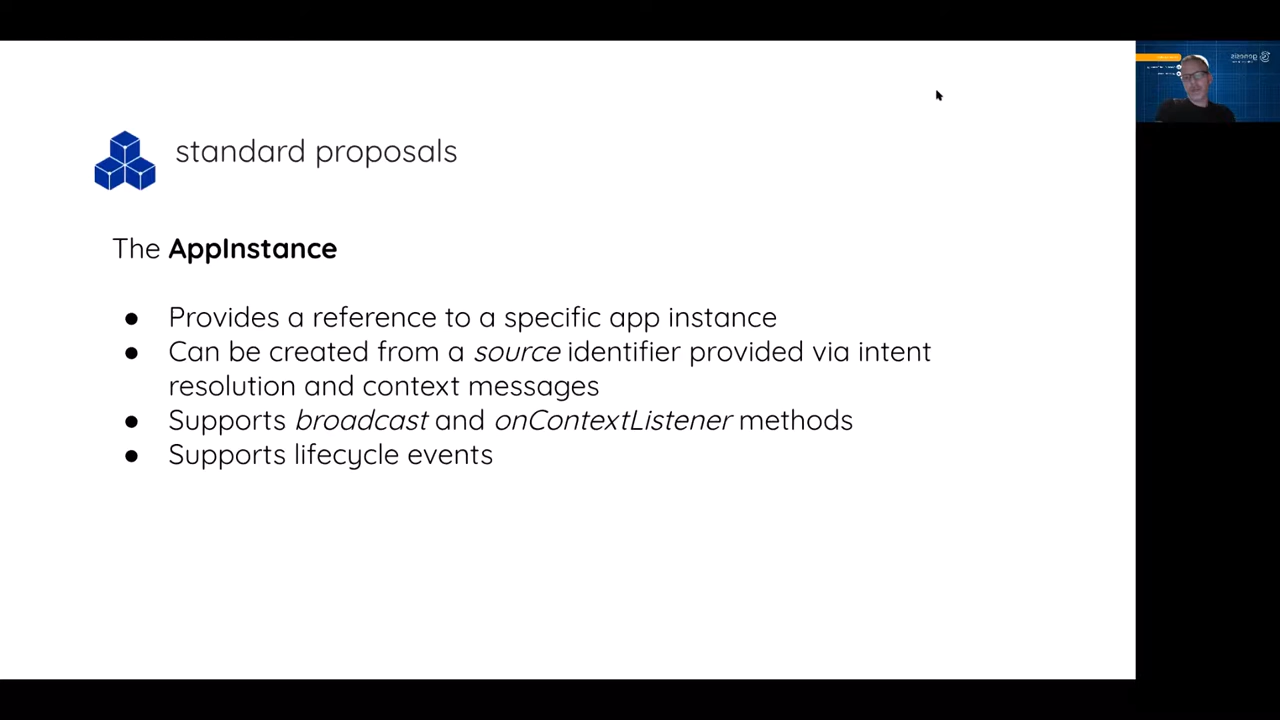 standard proposals
The AppInstance
● Provides a reference to a specific app instance
● Can be created from a source identifier provided via intent
resolution and context messages
● Supports broadcast and onContextListener methods
● Supports lifecycle events
genesis